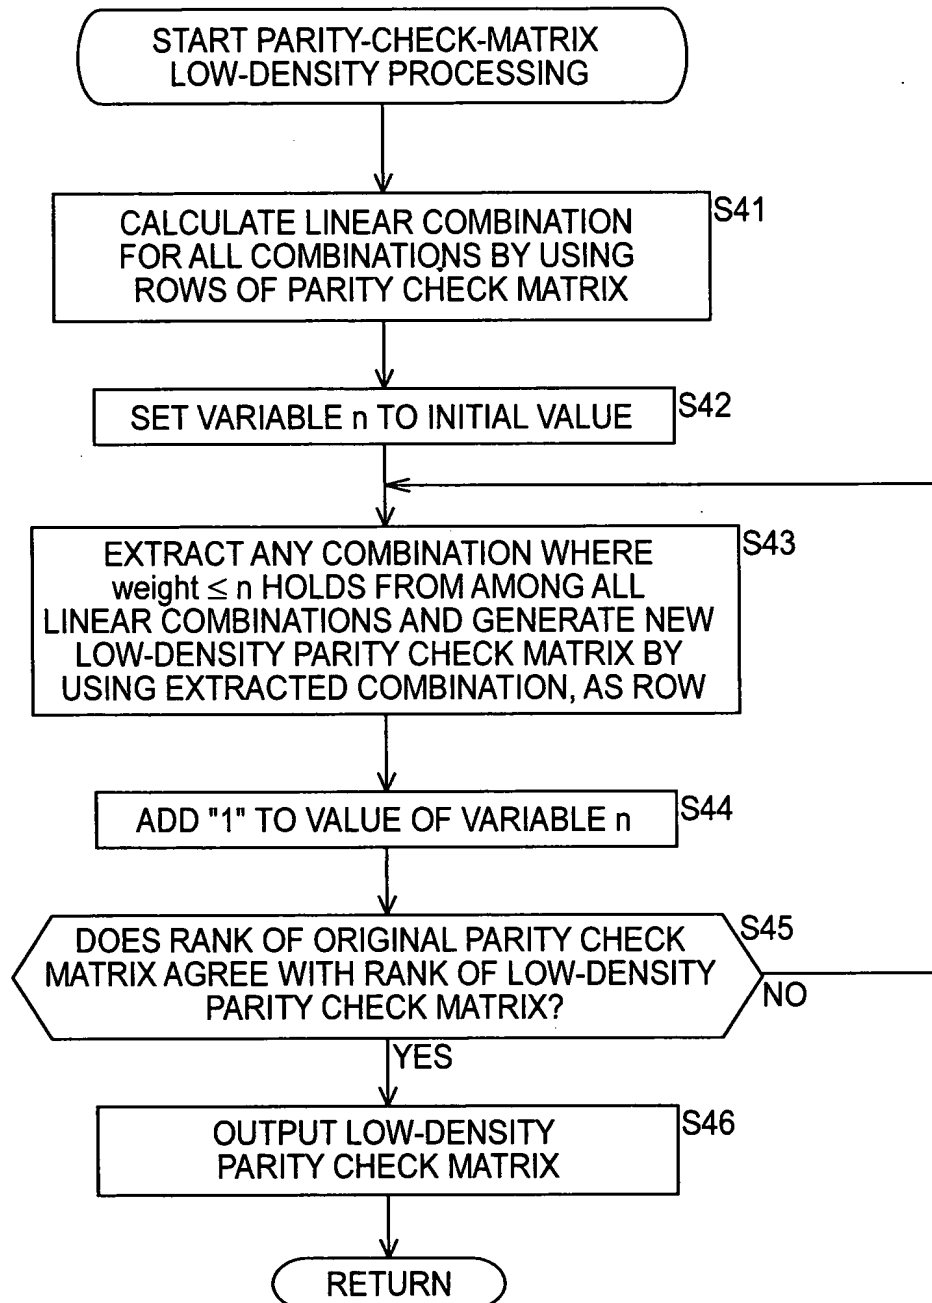 START PARITY-CHECK-MATRIX
LOW-DENSITY PROCESSING
S41
CALCULATE LINEAR COMBINATION
FOR ALL COMBINATIONS BY USING
ROWS OF PARITY CHECK MATRIX
SET VARIABLE n TO INITIAL VALUE
S42
EXTRACT ANY COMBINATION WHERE
S43
weight ≤ n HOLDS FROM AMONG ALL
LINEAR COMBINATIONS AND GENERATE NEW
LOW-DENSITY PARITY CHECK MATRIX BY
USING EXTRACTED COMBINATION, AS ROW
ADD "1" TO VALUE OF VARIABLE n
S44
DOES RANK OF ORIGINAL PARITY CHECK
S45
MATRIX AGREE WITH RANK OF LOW-DENSITY
PARITY CHECK MATRIX?
NO
YES
OUTPUT LOW-DENSITY
S46
PARITY CHECK MATRIX
RETURN